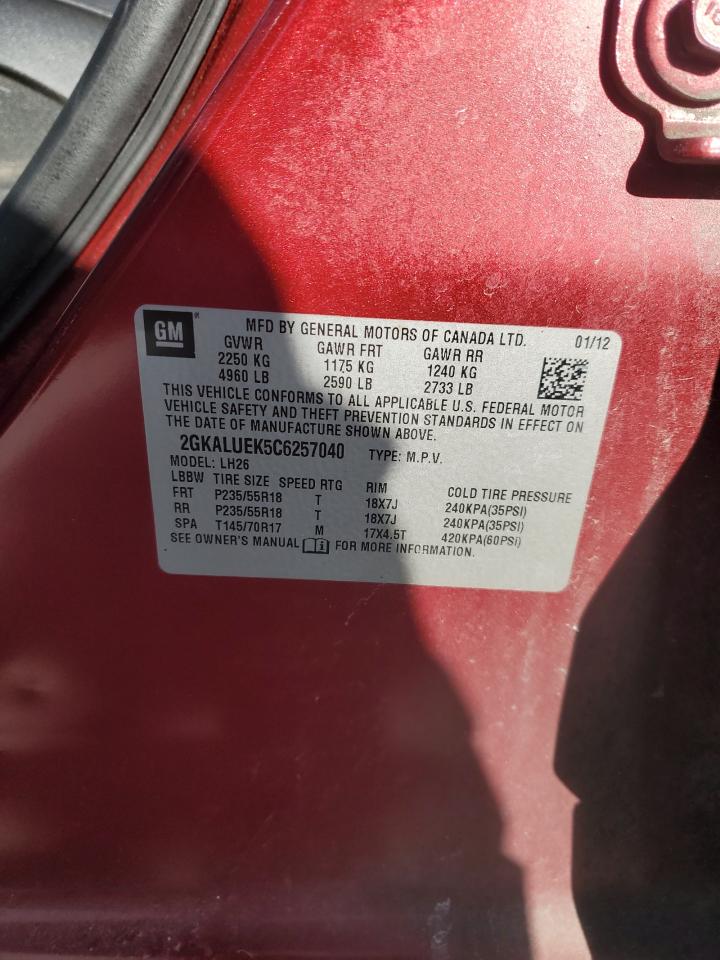 GM MFD BY GENERAL MOTORS OF CANADA LTD. 01/12
GVWR GAWR FRT GAWR RR
2250 KG 1175 KG 1240 KG
4960 LB 2590 LB 2733 LB
THIS VEHICLE CONFORMS TO ALL APPLICABLE U.S. FEDERAL MOTOR
VEHICLE SAFETY AND THEFT PREVENTION STANDARDS IN EFFECT ON
THE DATE OF MANUFACTURE SHOWN ABOVE.
2GKALUEK5C6257040 TYPE: M.P.V.
MODEL: LH26
LBBW TIRE SIZE SPEED RTG RIM COLD TIRE PRESSURE
FRT P235/55R18 T 18X7J 240KPA(35PSI)
RR P235/55R18 T 18X7J 240KPA(35PSI)
SPA T145/70R17 M 17X4.5T 420KPA(60PSI)
SEE OWNER'S MANUAL FOR MORE INFORMATION.